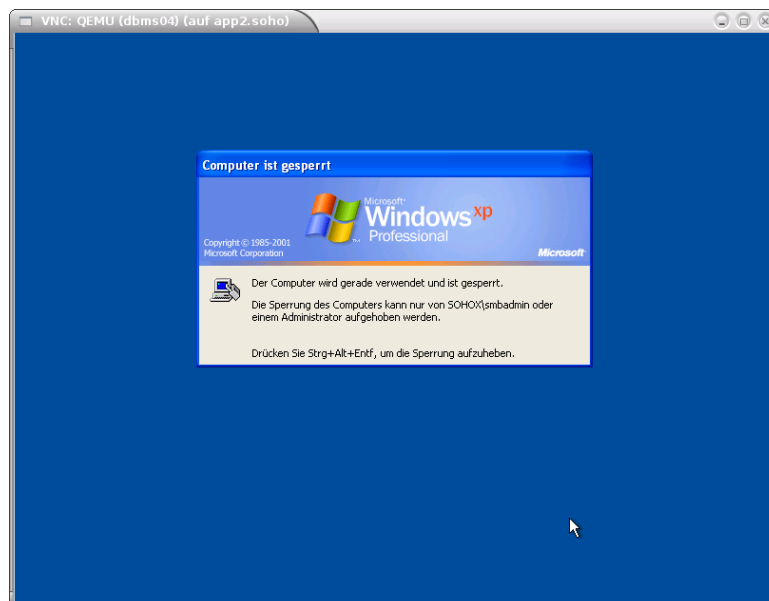 VNC: QEMU (dbms04) (auf app2.soho)
Computer ist gesperrt
Microsoft®
Windows xp
Professional
Copyright © 1985-2001
Microsoft Corporation
Microsoft
Der Computer wird gerade verwendet und ist gesperrt.
Die Sperrung des Computers kann nur von SOHOX\smbadmin oder
einem Administrator aufgehoben werden.
Drücken Sie Strg+Alt+Entf, um die Sperrung aufzuheben.